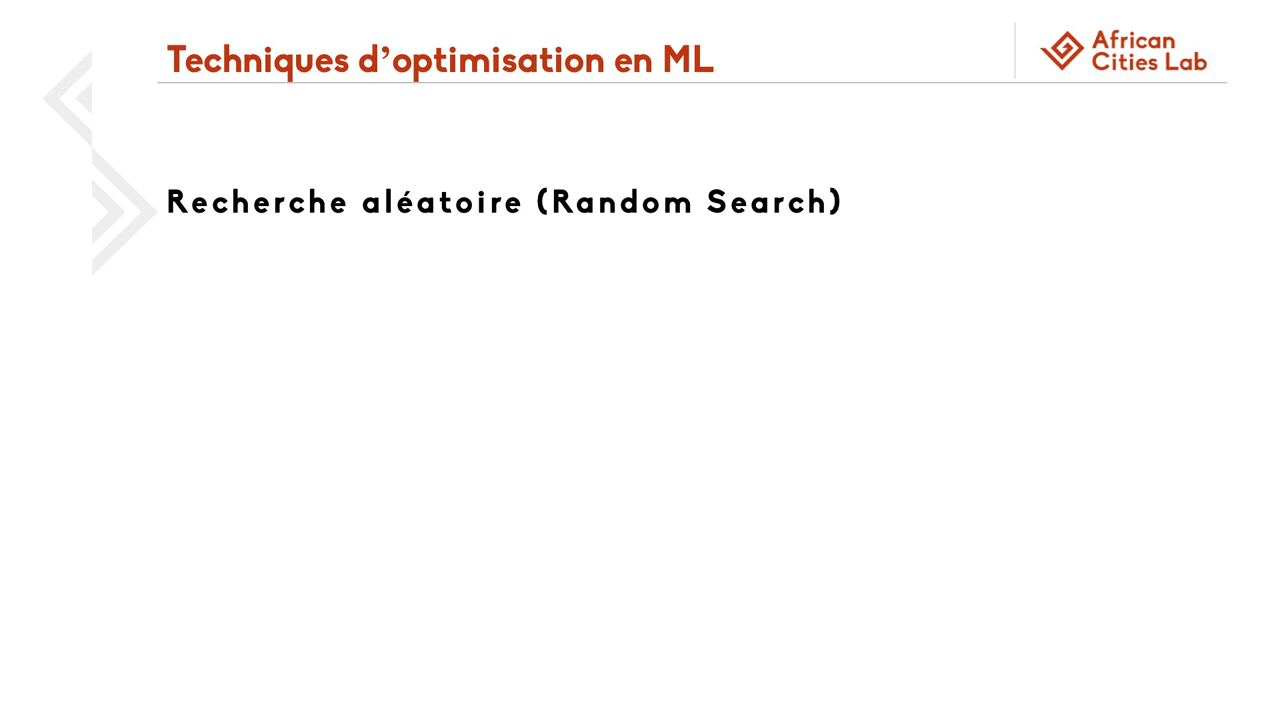 Techniques d’optimisation en ML
African
Cities Lab
Recherche aléatoire (Random Search)